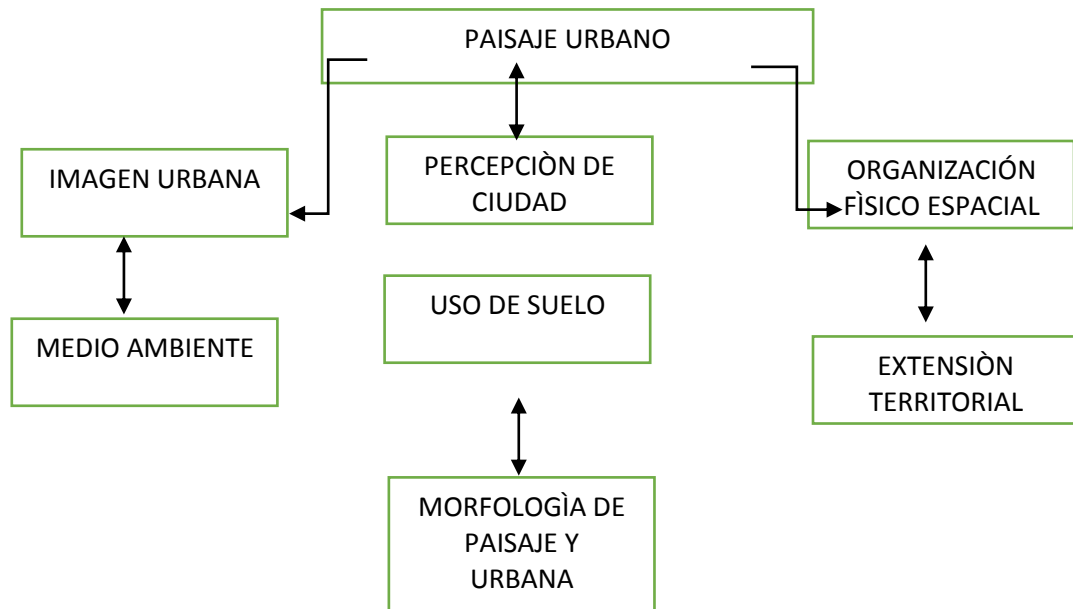 PAISAJE URBANO
IMAGEN URBANA
PERCEPCIÒN DE
CIUDAD
ORGANIZACIÓN
FÌSICO ESPACIAL
MEDIO AMBIENTE
USO DE SUELO
EXTENSIÒN
TERRITORIAL
MORFOLOGÌA DE
PAISAJE Y
URBANA